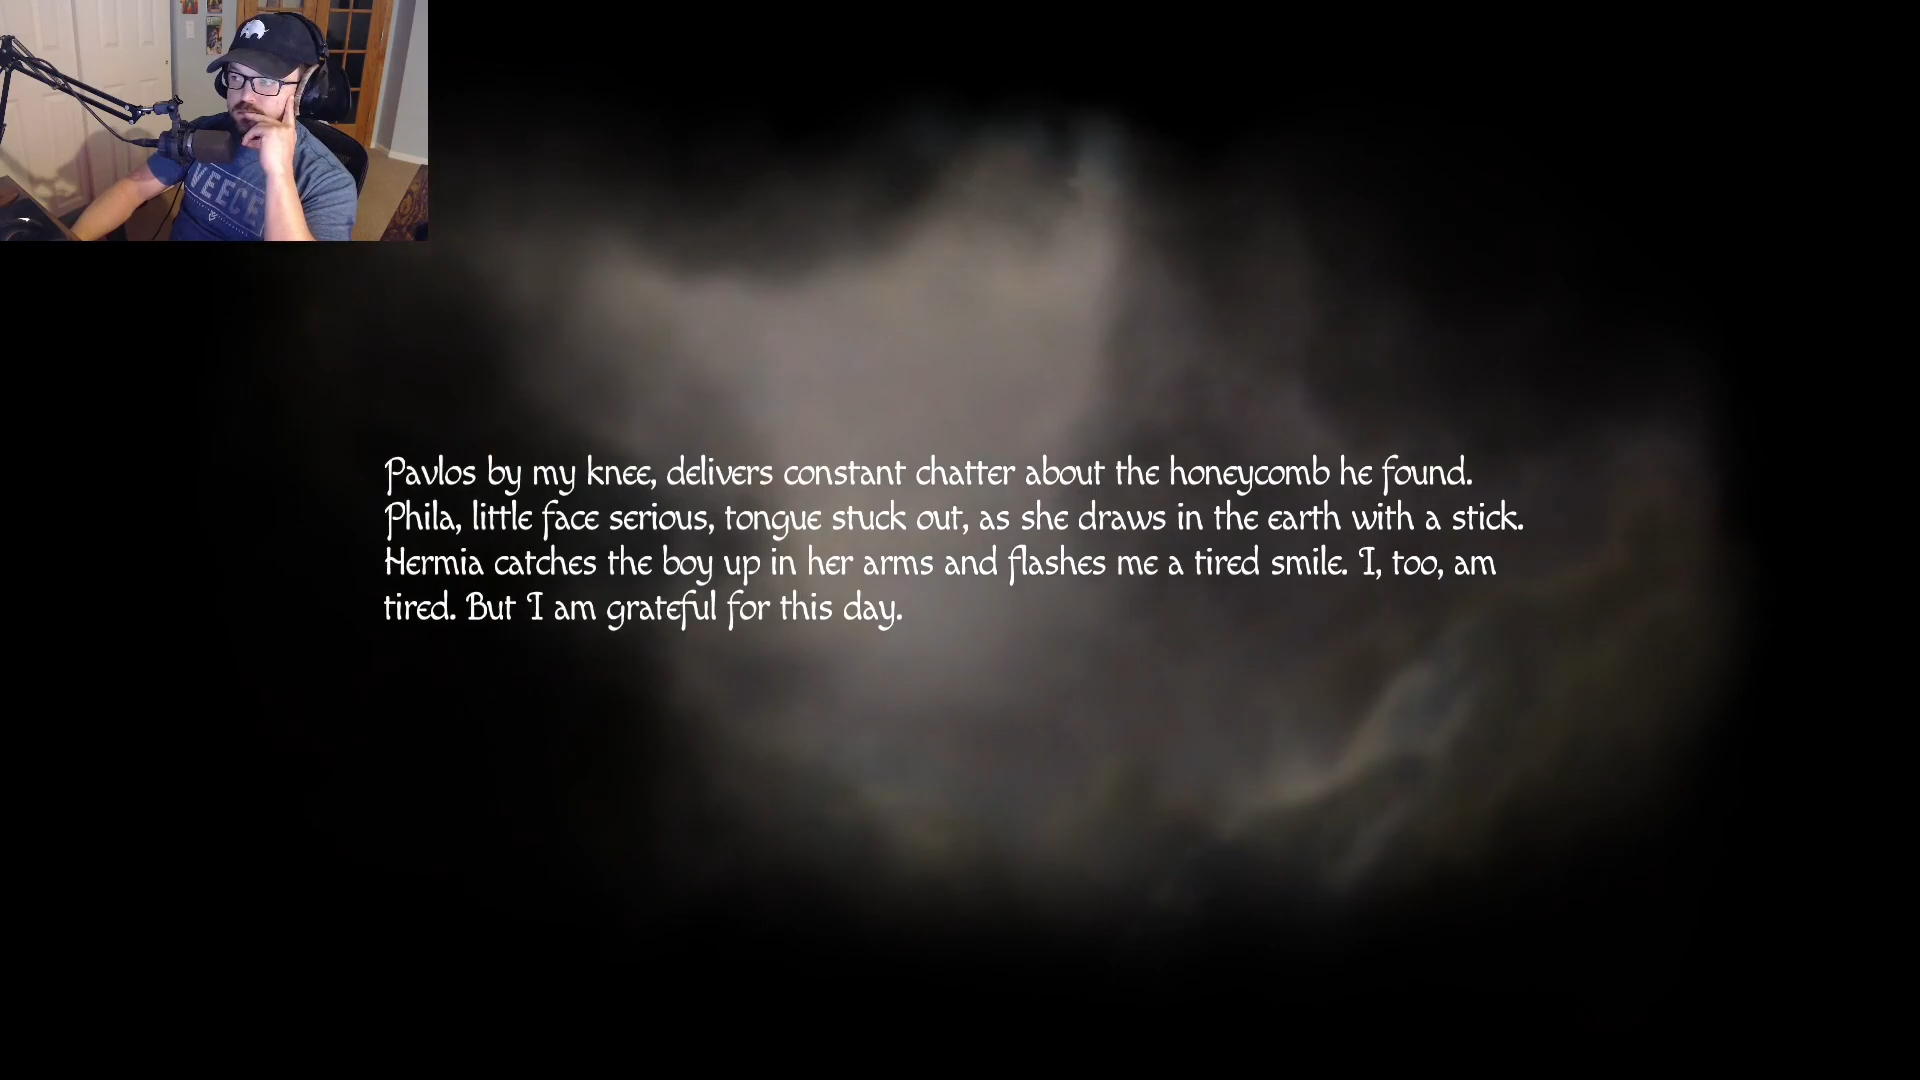 VEECE
Pavlos by my knee, delivers constant chatter about the honeycomb he found.
Phila, little face serious, tongue stuck out, as she draws in the earth with a stick.
Hermia catches the boy up in her arms and flashes me a tired smile. I, too, am
tired. But I am grateful for this day.